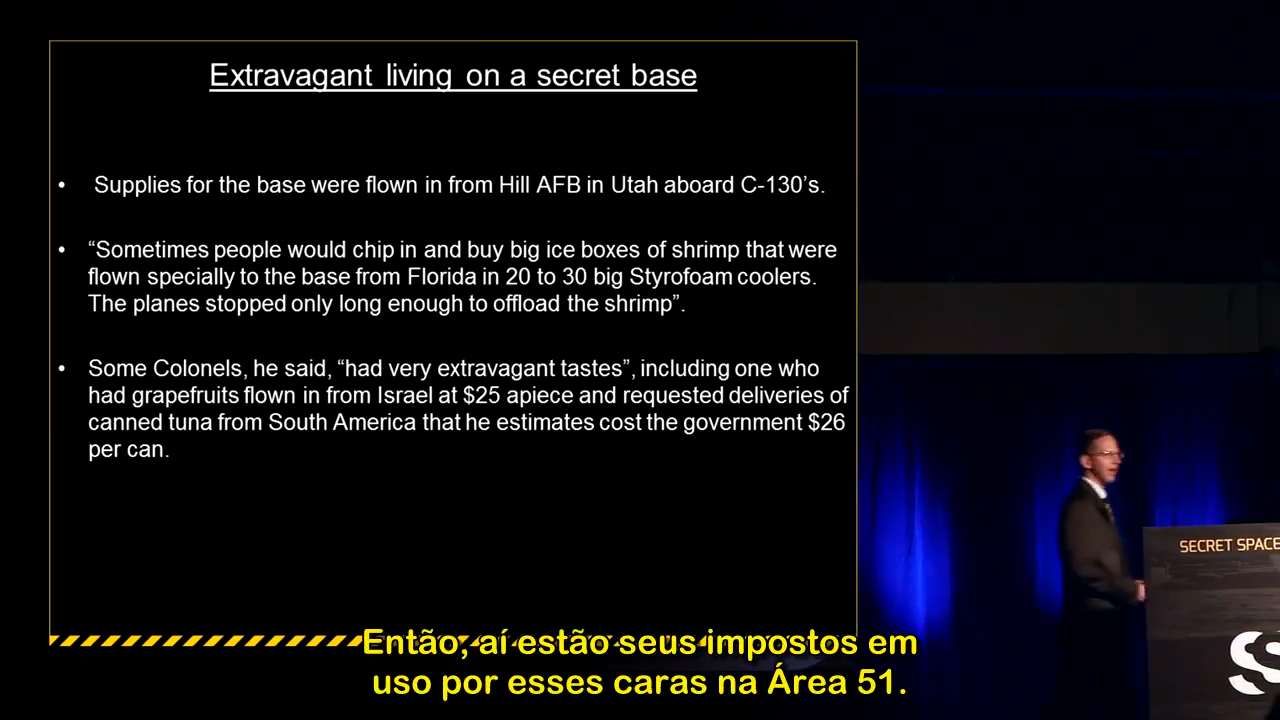 Extravagant living on a secret base
• Supplies for the base were flown in from Hill AFB in Utah aboard C-130's.
• “Sometimes people would chip in and buy big ice boxes of shrimp that were
flown specially to the base from Florida in 20 to 30 big Styrofoam coolers.
The planes stopped only long enough to offload the shrimp”.
• Some Colonels, he said, “had very extravagant tastes”, including one who
had grapefruits flown in from Israel at $25 apiece and requested deliveries of
canned tuna from South America that he estimates cost the government $26
per can.
SECRET SPACE
Então, aí estão seus impostos em
uso por esses caras na Área 51.